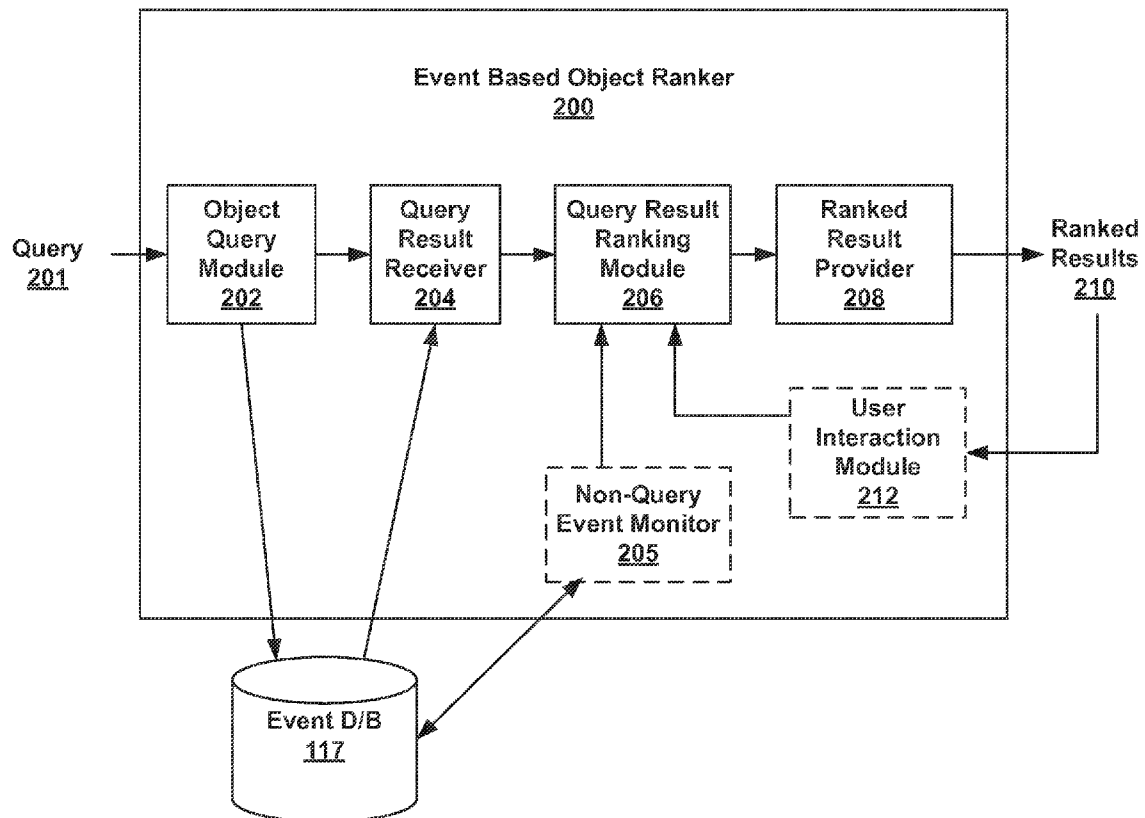 Event Based Object Ranker
200
Query
201
Object
Query
Module
202
Query
Result
Receiver
204
Query Result
Ranking
Module
206
Ranked
Result
Provider
208
Ranked
Results
210
User
Interaction
Module
212
Non-Query
Event Monitor
205
Event D/B
117